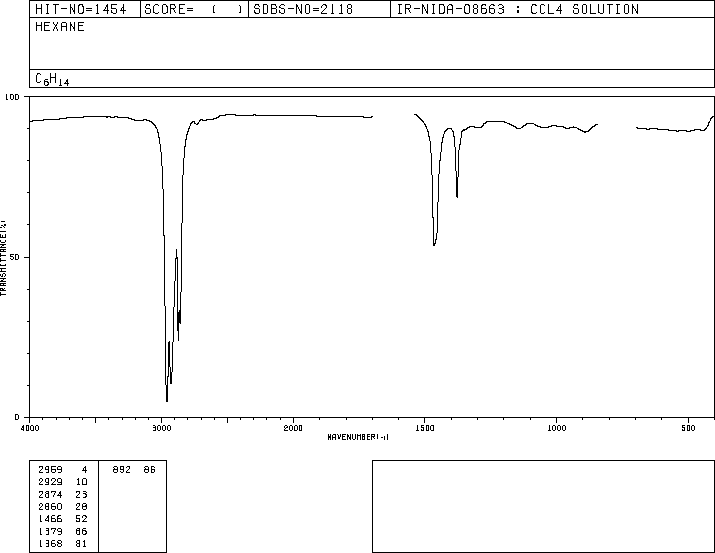 HIT-NO=1454 SCORE= ( ) SDBS-NO=2118 IR-NIDA-08663 : CCL4 SOLUTION
HEXANE
C6H14
100
TRANSMITTANCE(%)
50
0
4000 3000 2000 1500 1000 500
WAVENUMBER(-1)
2959 4 892 86
2929 10
2874 23
2860 28
1466 52
1379 66
1368 81